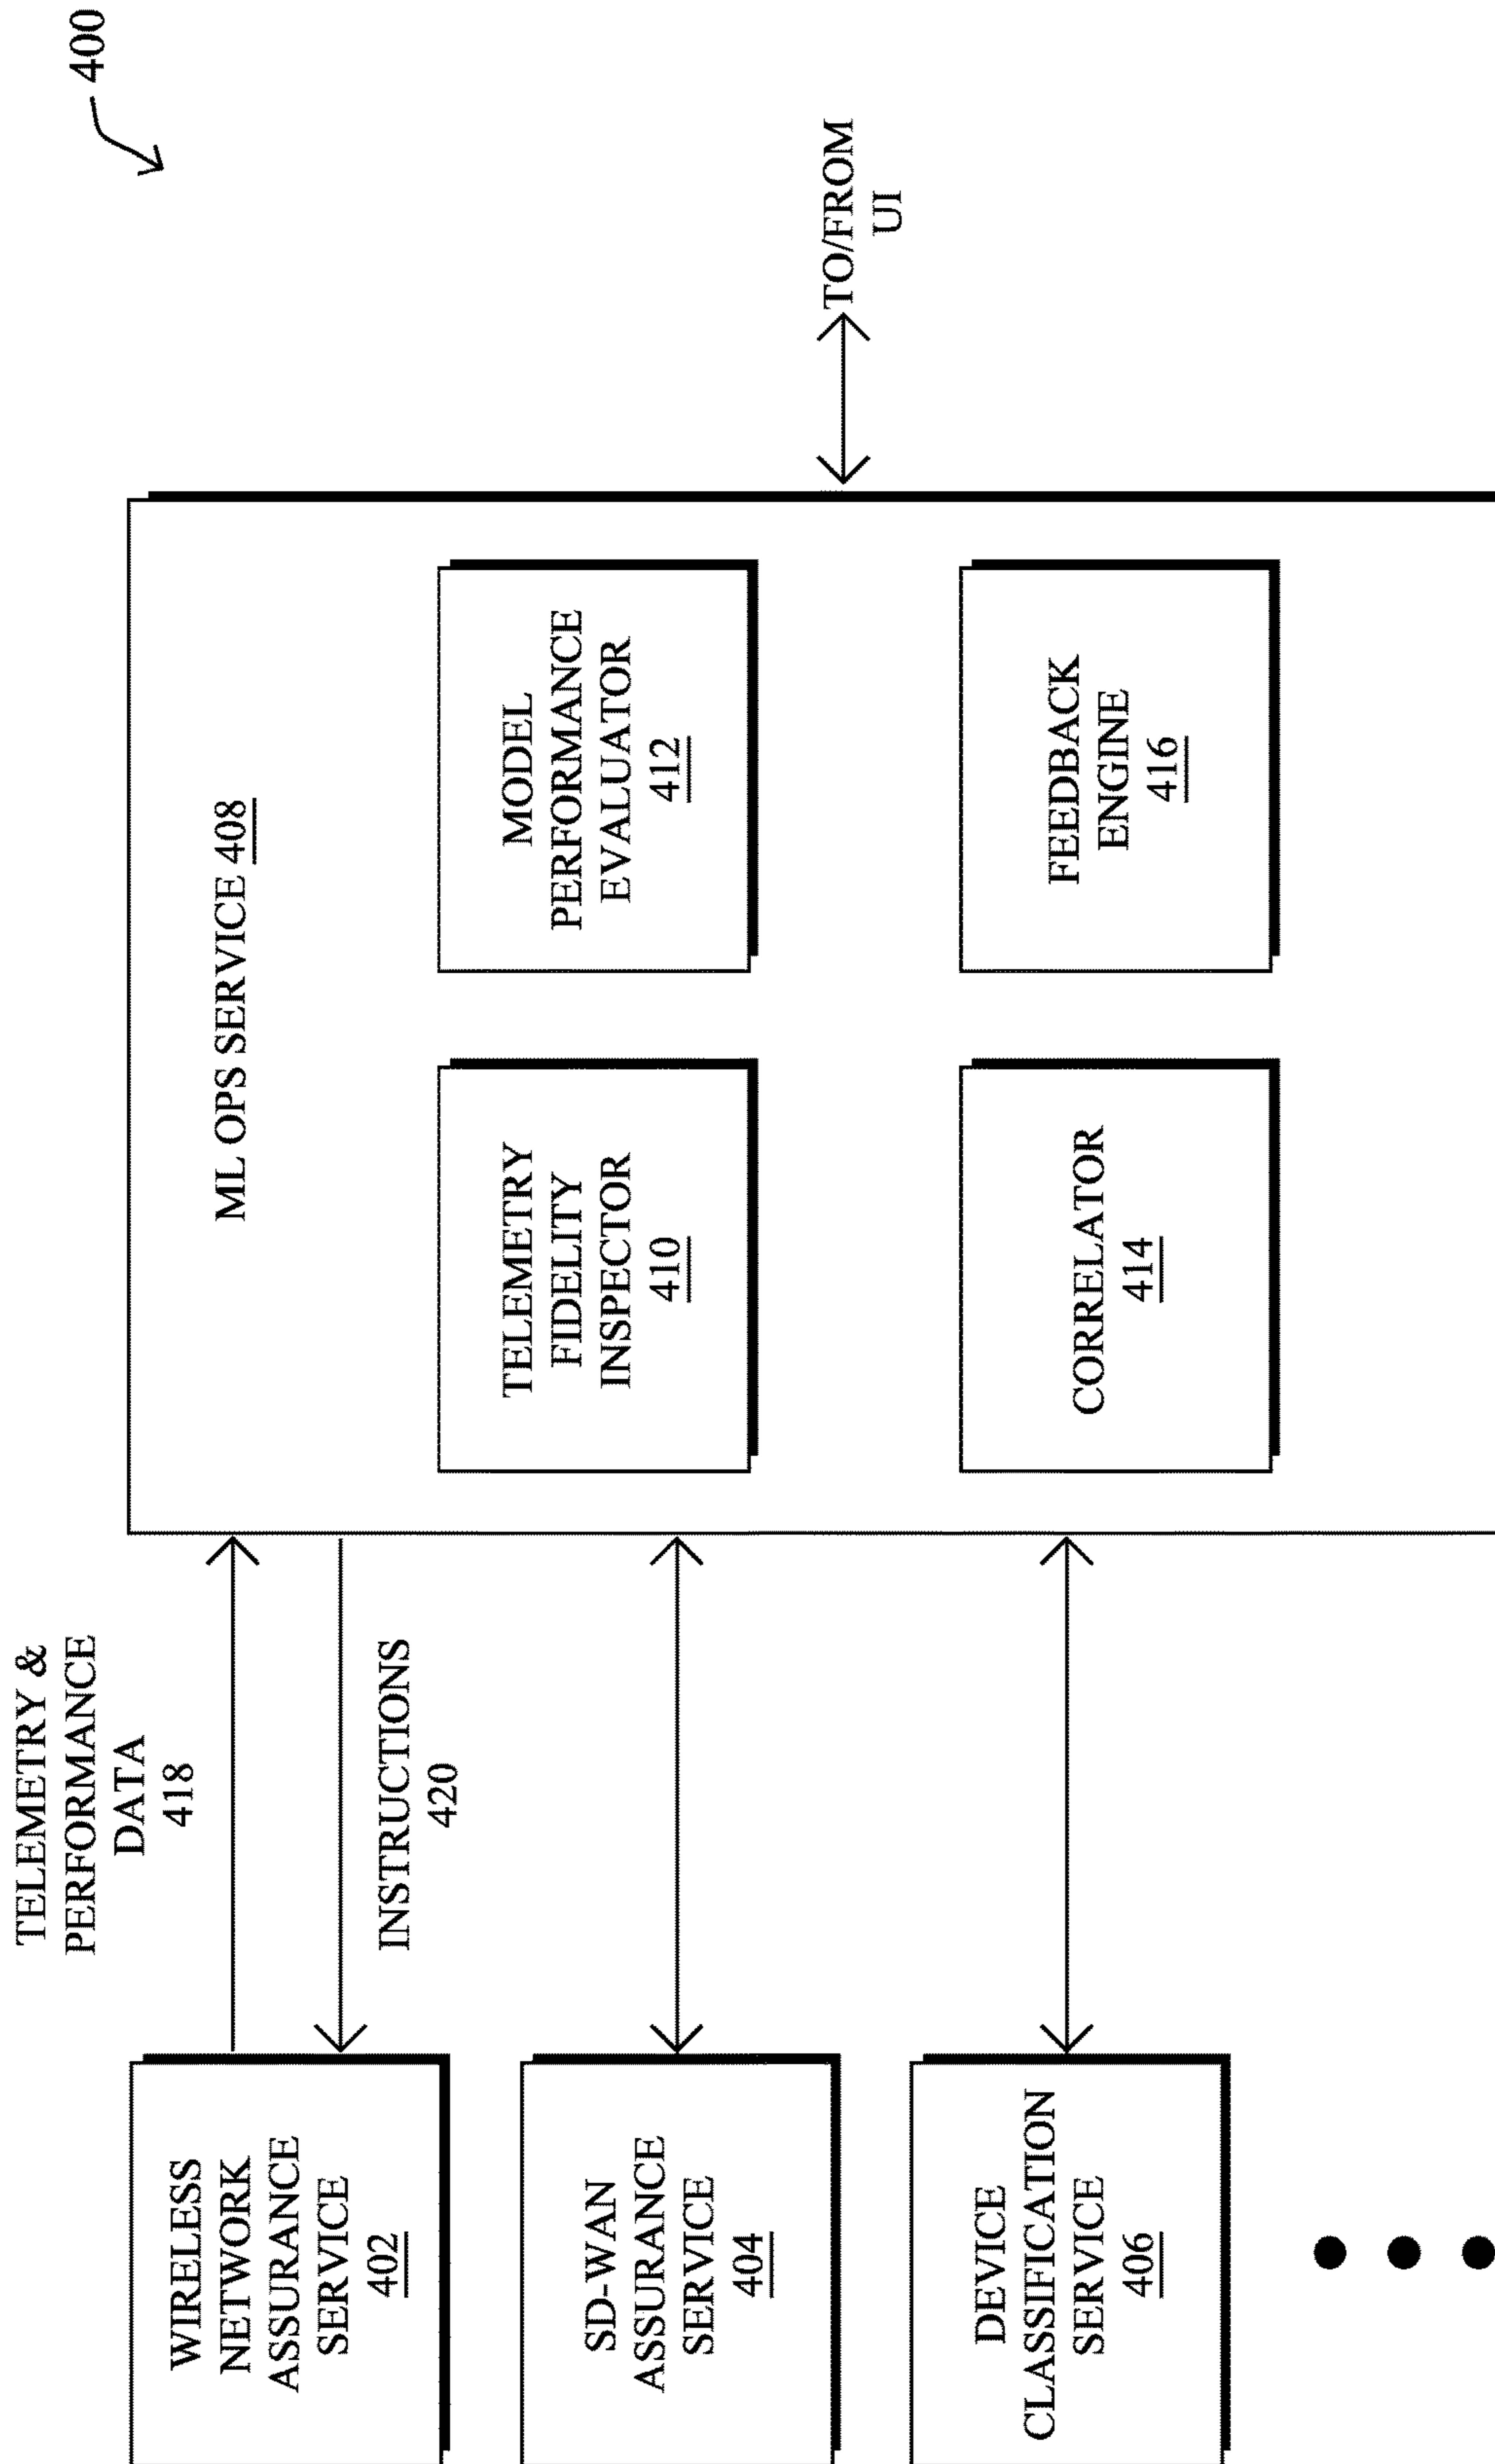 400
TELEMETRY &
PERFORMANCE
DATA
418
INSTRUCTIONS
420
WIRELESS
NETWORK
ASSURANCE
SERVICE
402
SD-WAN
ASSURANCE
SERVICE
404
DEVICE
CLASSIFICATION
SERVICE
406
ML OPS SERVICE 408
TELEMETRY
FIDELITY
INSPECTOR
410
MODEL
PERFORMANCE
EVALUATOR
412
CORRELATOR
414
FEEDBACK
ENGINE
416
TO/FROM
UI